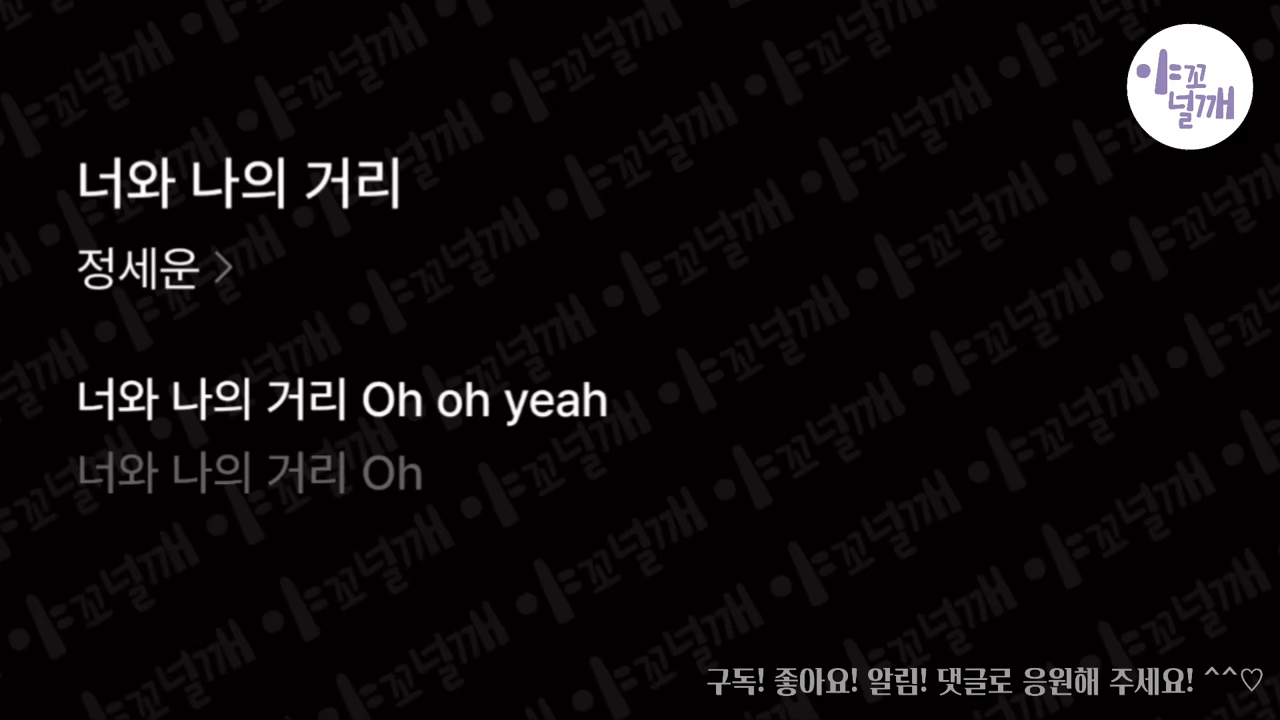 야꼬
널깨
너와 나의 거리
정세운 >
너와 나의 거리 Oh oh yeah
너와 나의 거리 Oh
구독! 좋아요! 알림! 댓글로 응원해 주세요! ^^♡